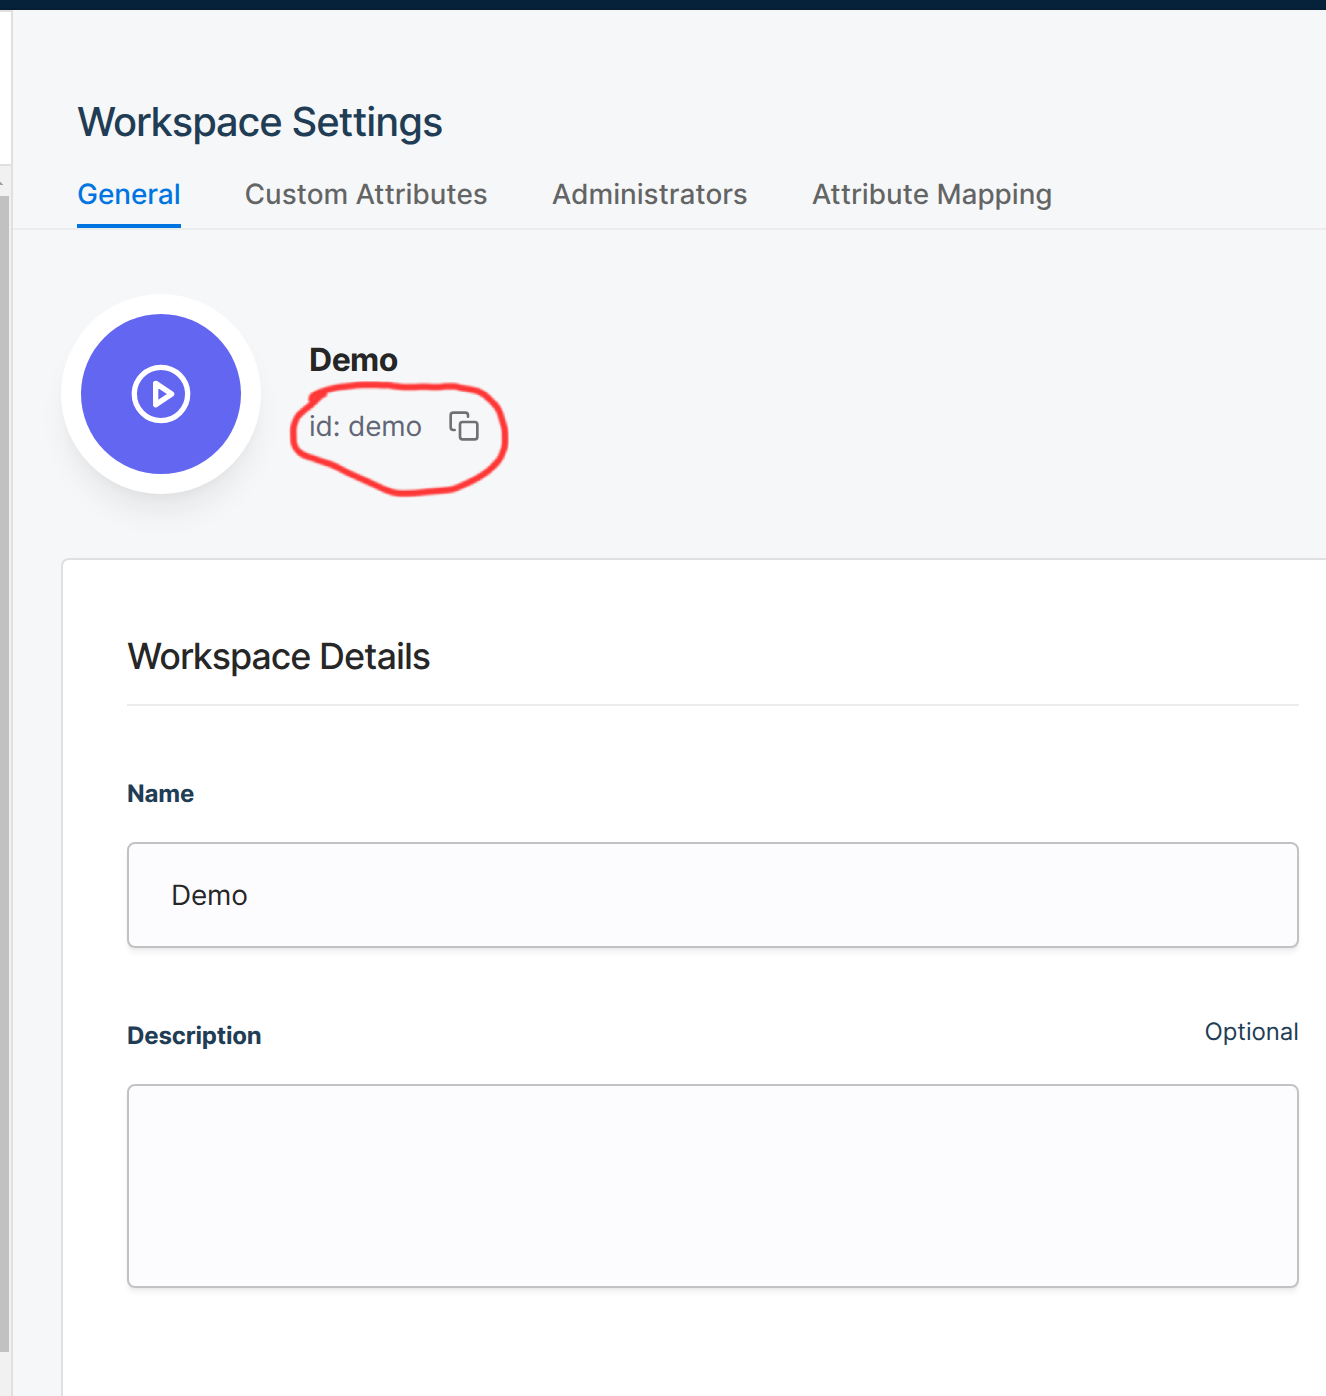 Workspace Settings
General Custom Attributes Administrators Attribute Mapping
Demo
id: demo
Workspace Details
Name
Demo
Description Optional